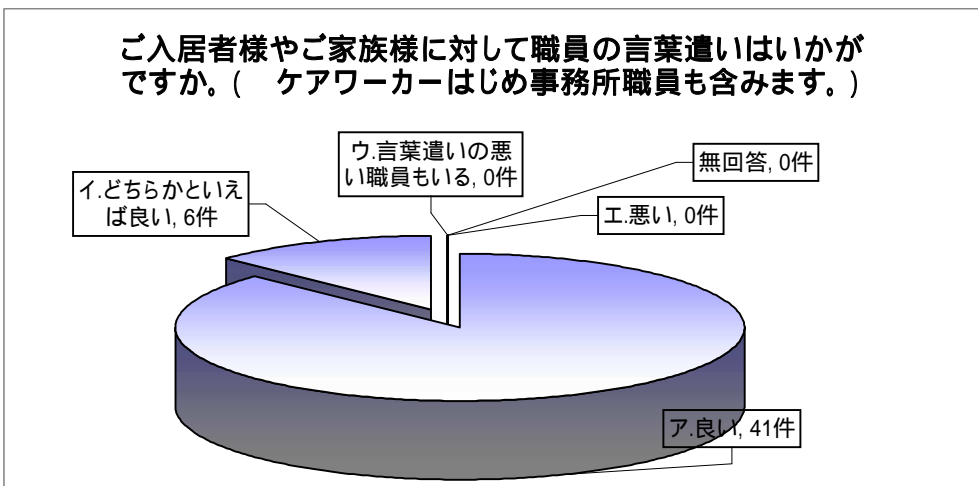 ご入居者様やご家族様に対して職員の言葉遣いはいかが
ですか。(　ケアワーカーはじめ事務所職員も含みます。)
ウ.言葉遣いの悪
い職員もいる, 0件
無回答, 0件
イ.どちらかといえ
ば良い, 6件
エ.悪い, 0件
ア.良い, 41件